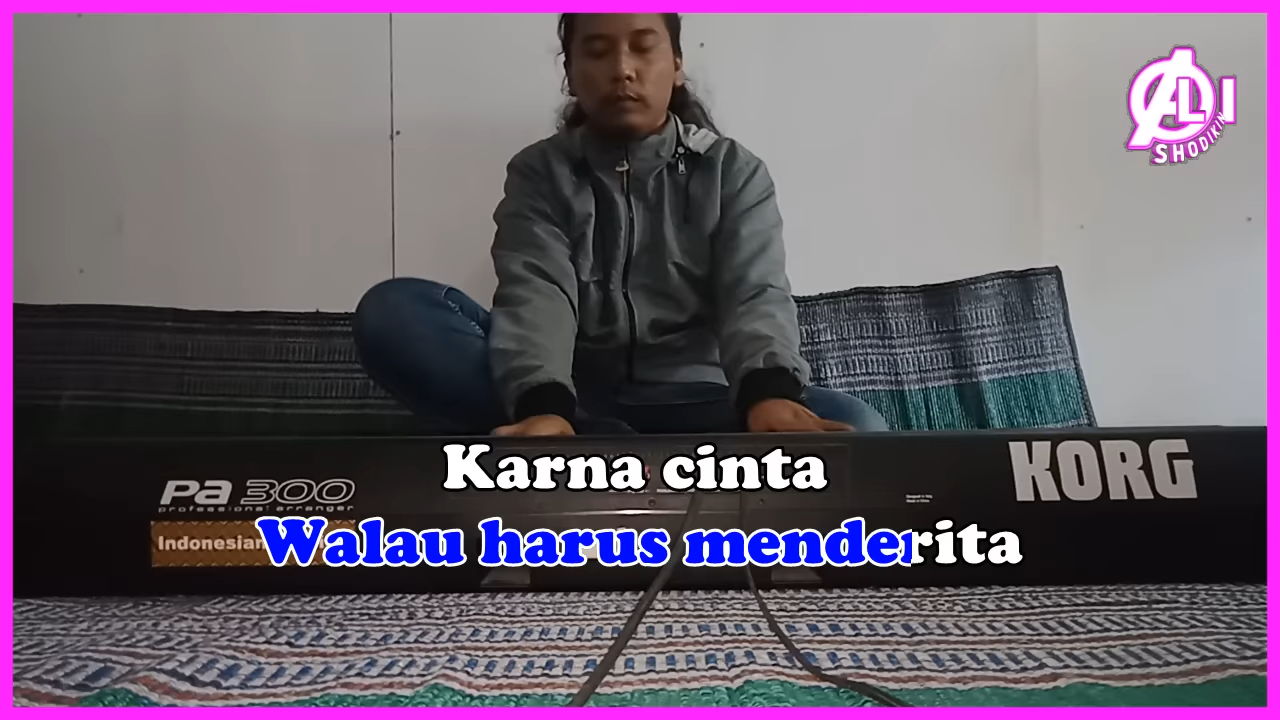 ALI
SHODIKIN
Karna cinta
KORG
Pa 300
professional arranger
Indonesian
Walau harus menderita